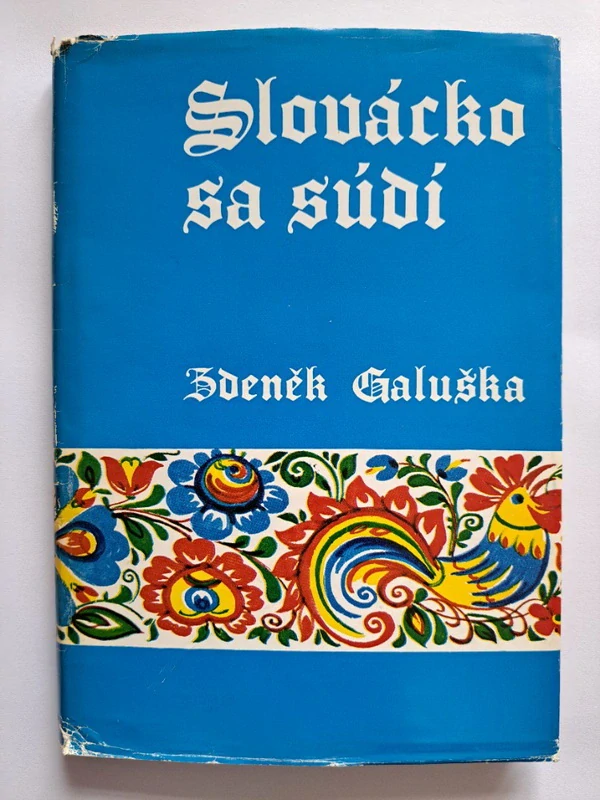 Slovácko
sa súdí
Zdeněk Galuška